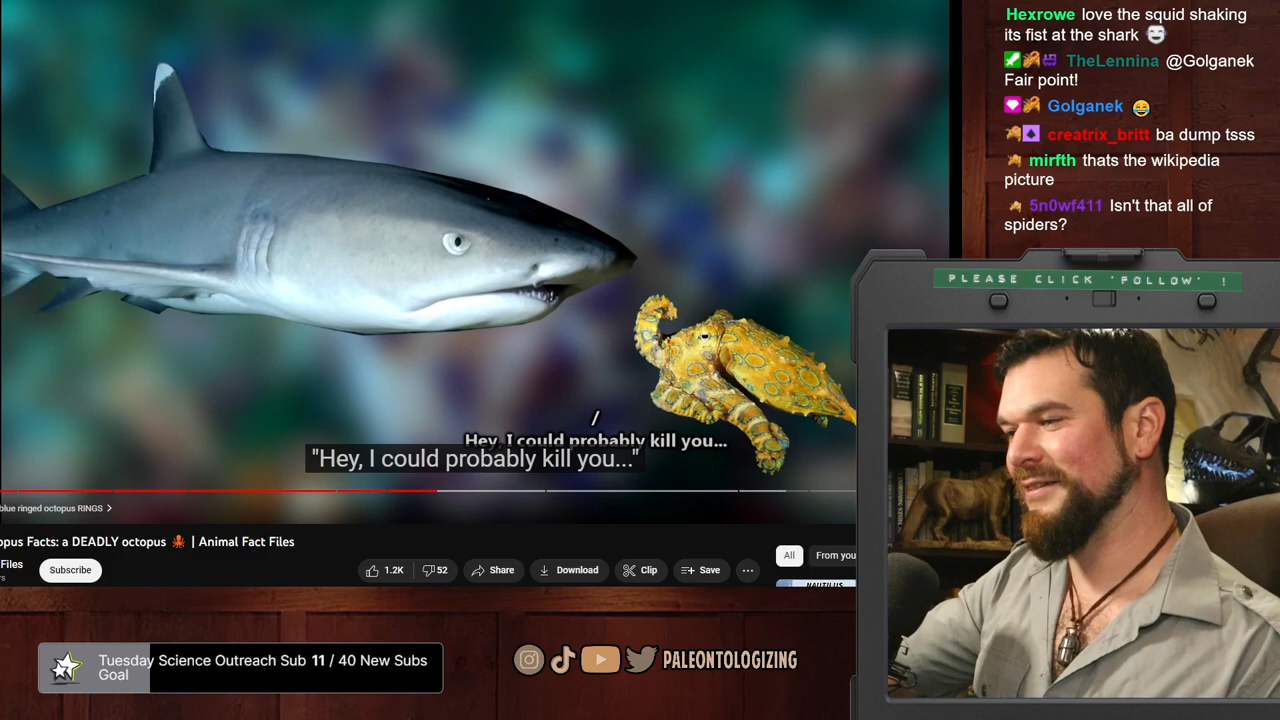 Hexrowe love the squid shaking
its fist at the shark
TheLennina @Golganek
Fair point!
Golganek
creatrix_britt ba dump tsss
mirfth thats the wikipedia
picture
5n0wf411 Isn't that all of
spiders?
PLEASE CLICK 'FOLLOW' !
/
Hey, I could probably kill you...
"Hey, I could probably kill you..."
blue ringed octopus RINGS >
opus Facts: a DEADLY octopus 🐙 | Animal Fact Files
Files
Subscribe
1.2K
52
Share
Download
Clip
Save
...
All
From you
NAUTILUS
Tuesday Science Outreach Sub 11 / 40 New Subs
Goal
PALEONTOLOGIZING